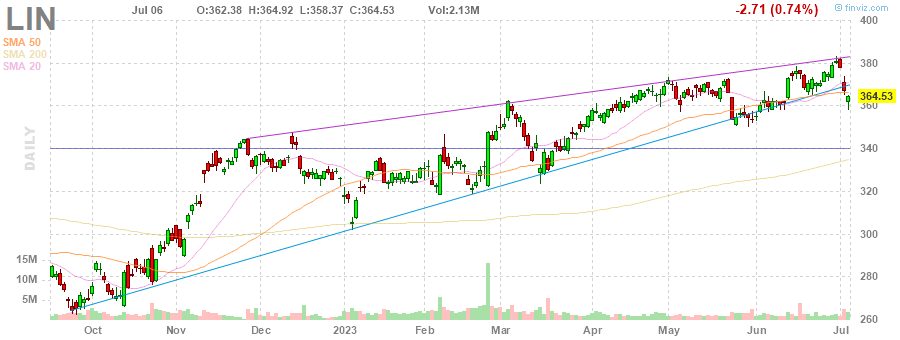 LIN
Jul 06 O:362.38 H:364.92 L:358.37 C:364.53 Vol:2.13M
-2.71 (0.74%)
finviz.com
SMA 50
SMA 200
SMA 20
DAILY
400
380
364.53
360
340
320
300
280
260
15M
10M
5M
Oct Nov Dec 2023 Feb Mar Apr May Jun Jul